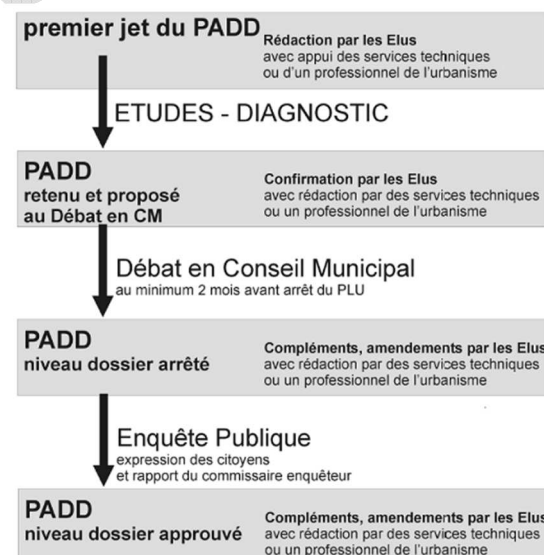 premier jet du PADD
Rédaction par les Elus
avec appui des services techniques
ou d'un professionnel de l'urbanisme
ETUDES - DIAGNOSTIC
PADD
retenu et proposé
au Débat en CM
Confirmation par les Elus
avec rédaction par des services techniques
ou un professionnel de l'urbanisme
Débat en Conseil Municipal
au minimum 2 mois avant arrêt du PLU
PADD
niveau dossier arrêté
Compléments, amendements par les Elus
avec rédaction par des services techniques
ou un professionnel de l'urbanisme
Enquête Publique
expression des citoyens
et rapport du commissaire enquêteur
PADD
niveau dossier approuvé
Compléments, amendements par les Elus
avec rédaction par des services techniques
ou un professionnel de l'urbanisme